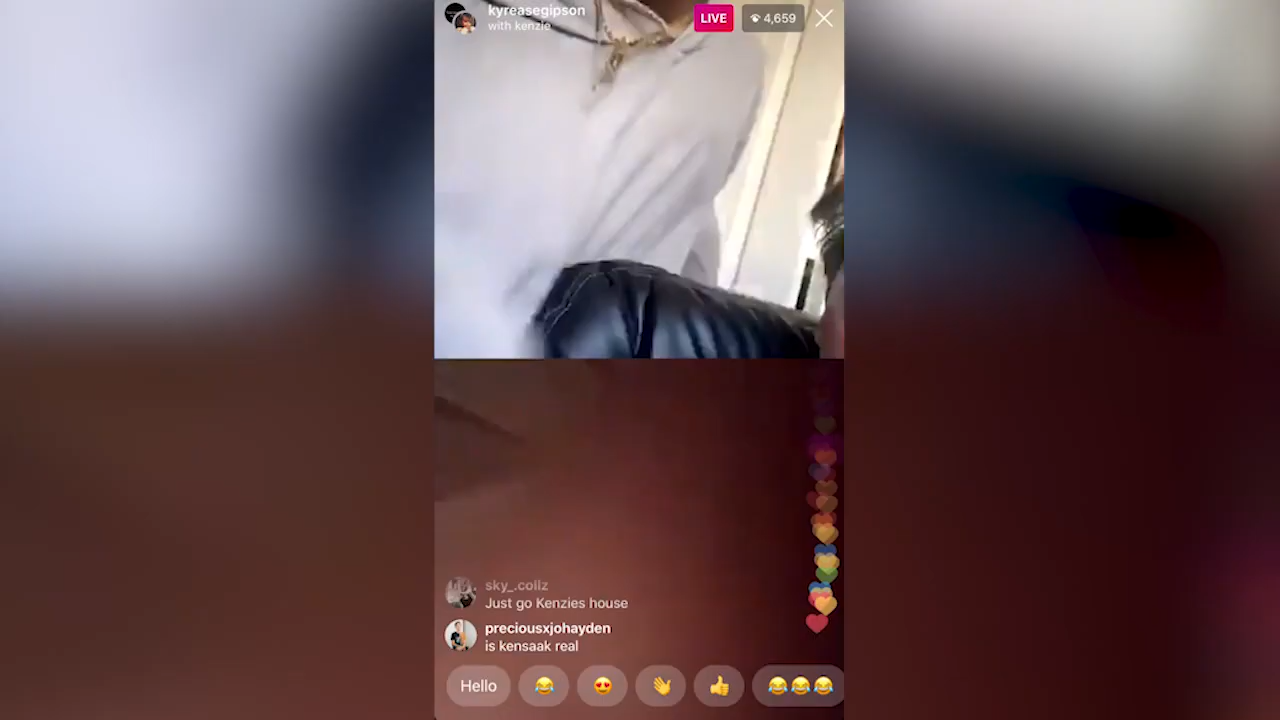 kyreasegipson
with kenzie
LIVE
4,659
sky_.collz
Just go Kenzies house
preciousxjohayden
is kensaak real
Hello